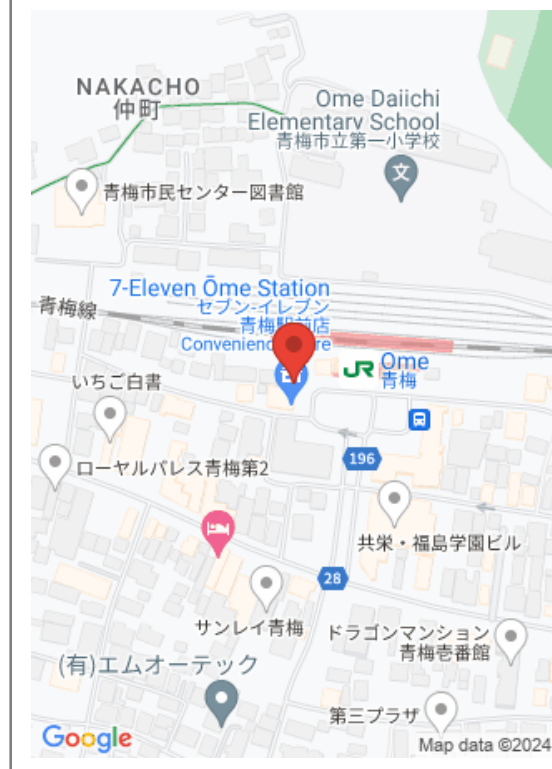 NAKACHO
仲町
Ome Daiichi
Elementary School
青梅市立第一小学校
文
青梅市民センター図書館
7-Eleven Ōme Station
セブン-イレブン
青梅駅前店
Convenience
青梅線
JR
Ome
青梅
いちご白書
196
ローヤルパレス青梅第2
共栄・福島学園ビル
28
サンレイ青梅
ドラゴンマンション
青梅壱番館
(有)エムオーテック
第三プラザ
Google
Map data ©2024